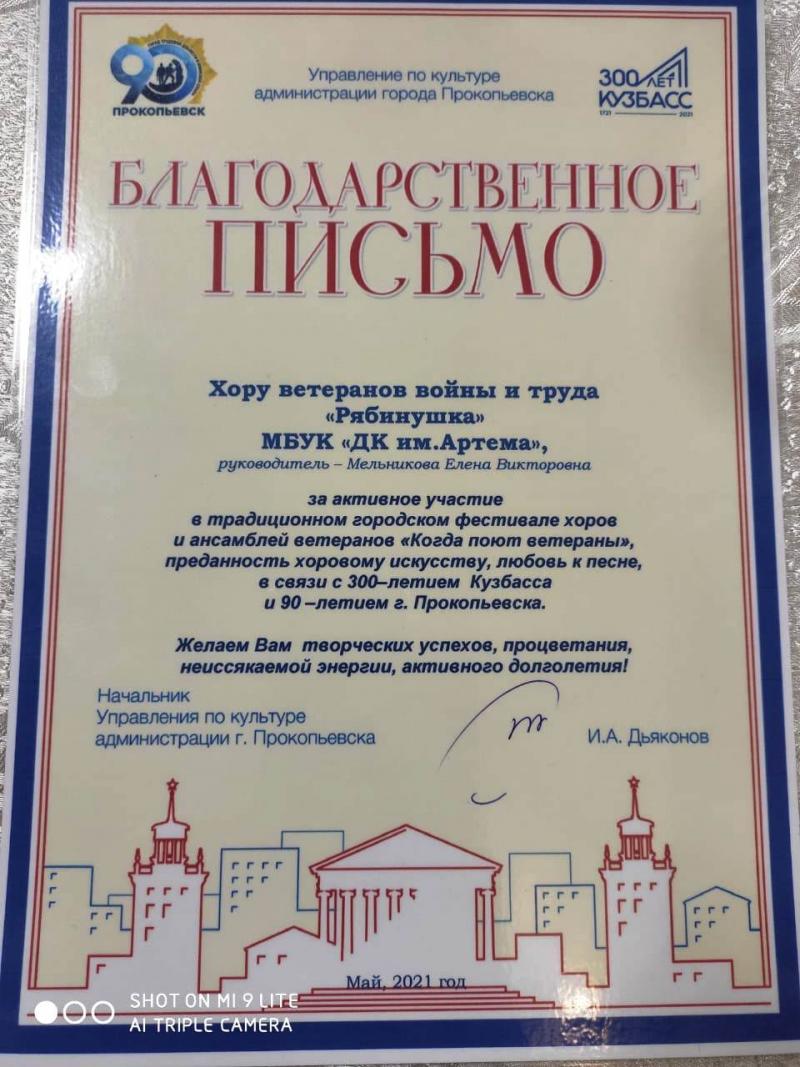 90
ПРОКОПЬЕВСК
Управление по культуре
администрации города Прокопьевска
300 ЛЕТ
КУЗБАСС
1721 2021
БЛАГОДАРСТВЕННОЕ
ПИСЬМО
Хору ветеранов войны и труда
«Рябинушка»
МБУК «ДК им.Артема»,
руководитель – Мельникова Елена Викторовна
за активное участие
в традиционном городском фестивале хоров
и ансамблей ветеранов «Когда поют ветераны»,
преданность хоровому искусству, любовь к песне,
в связи с 300–летием Кузбасса
и 90 –летием г. Прокопьевска.
Желаем Вам творческих успехов, процветания,
неиссякаемой энергии, активного долголетия!
Начальник
Управления по культуре
администрации г. Прокопьевска
И.А. Дьяконов
Май, 2021 год
SHOT ON MI 9 LITE
AI TRIPLE CAMERA